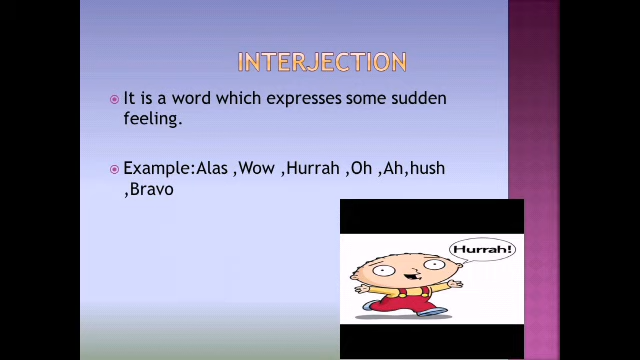 INTERJECTION
It is a word which expresses some sudden
feeling.
Example:Alas ,Wow ,Hurrah ,Oh ,Ah,hush
,Bravo
Hurrah!